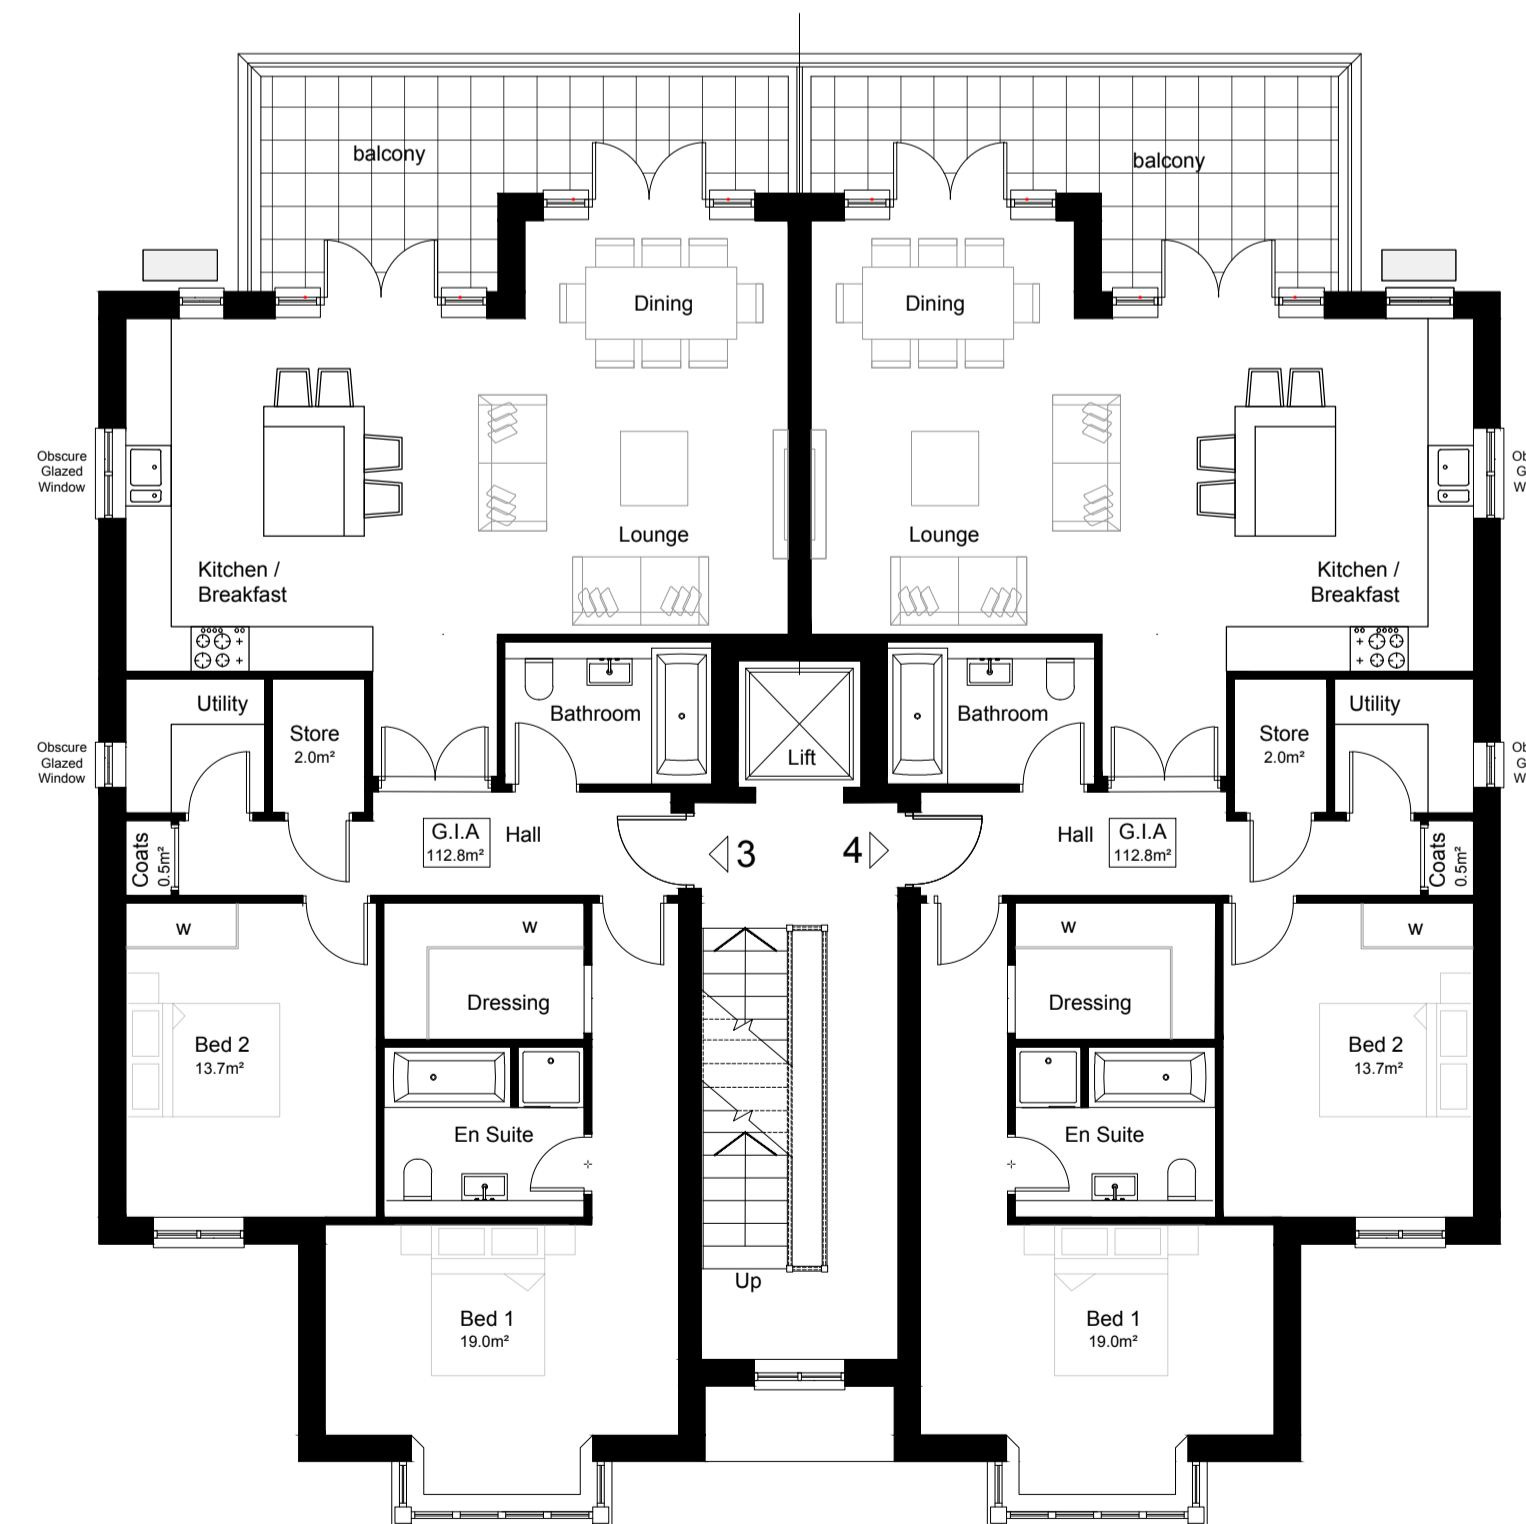 balcony
balcony
Dining
Dining
Obscure
Glazed
Window
Lounge
Lounge
Kitchen /
Breakfast
Kitchen /
Breakfast
Utility
Store
2.0m²
Bathroom
Lift
Bathroom
Store
2.0m²
Utility
Obscure
Glazed
Window
Coats
0.5m²
G.I.A
112.8m²
Hall
3
4
Hall
G.I.A
112.8m²
Coats
0.5m²
w
w
w
w
Dressing
Dressing
Bed 2
13.7m²
Bed 2
13.7m²
En Suite
En Suite
Up
Bed 1
19.0m²
Bed 1
19.0m²